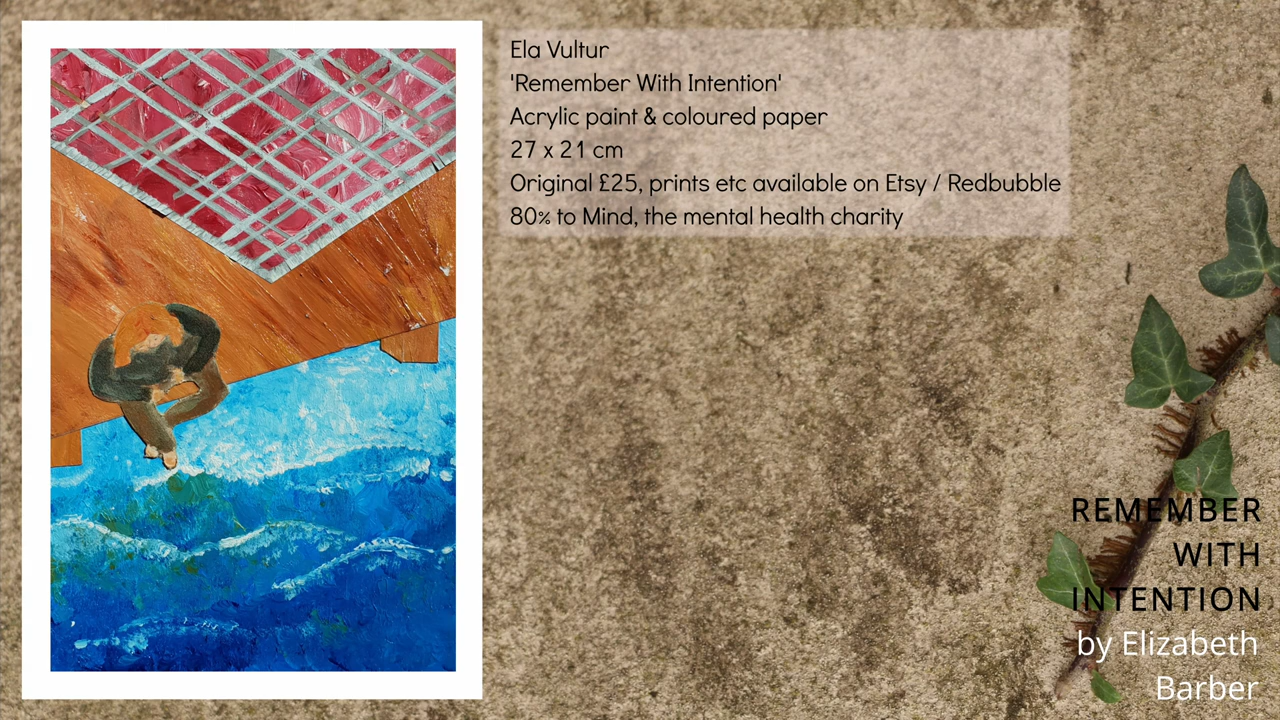 Ela Vultur
'Remember With Intention'
Acrylic paint & coloured paper
27 x 21 cm
Original £25, prints etc available on Etsy / Redbubble
80% to Mind, the mental health charity
REMEMBER
WITH
INTENTION
by Elizabeth
Barber